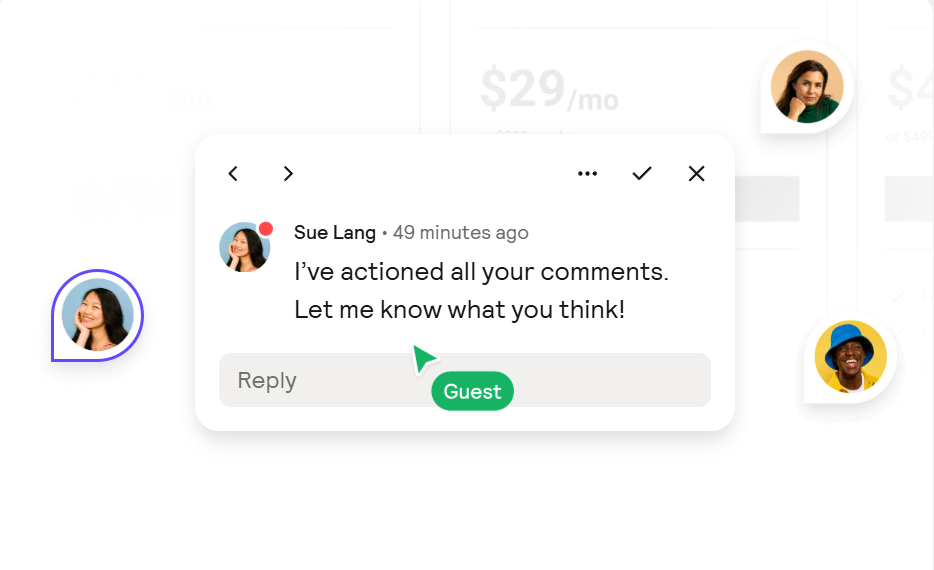 $29/mo
Sue Lang • 49 minutes ago
I’ve actioned all your comments.
Let me know what you think!
Reply
Guest